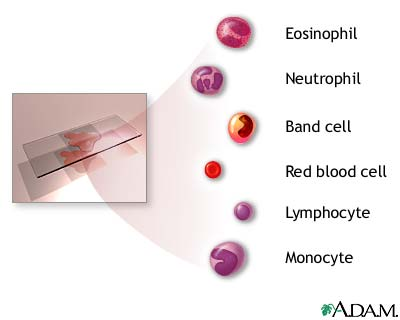 Eosinophil
Neutrophil
Band cell
Red blood cell
Lymphocyte
Monocyte
A.D.A.M.